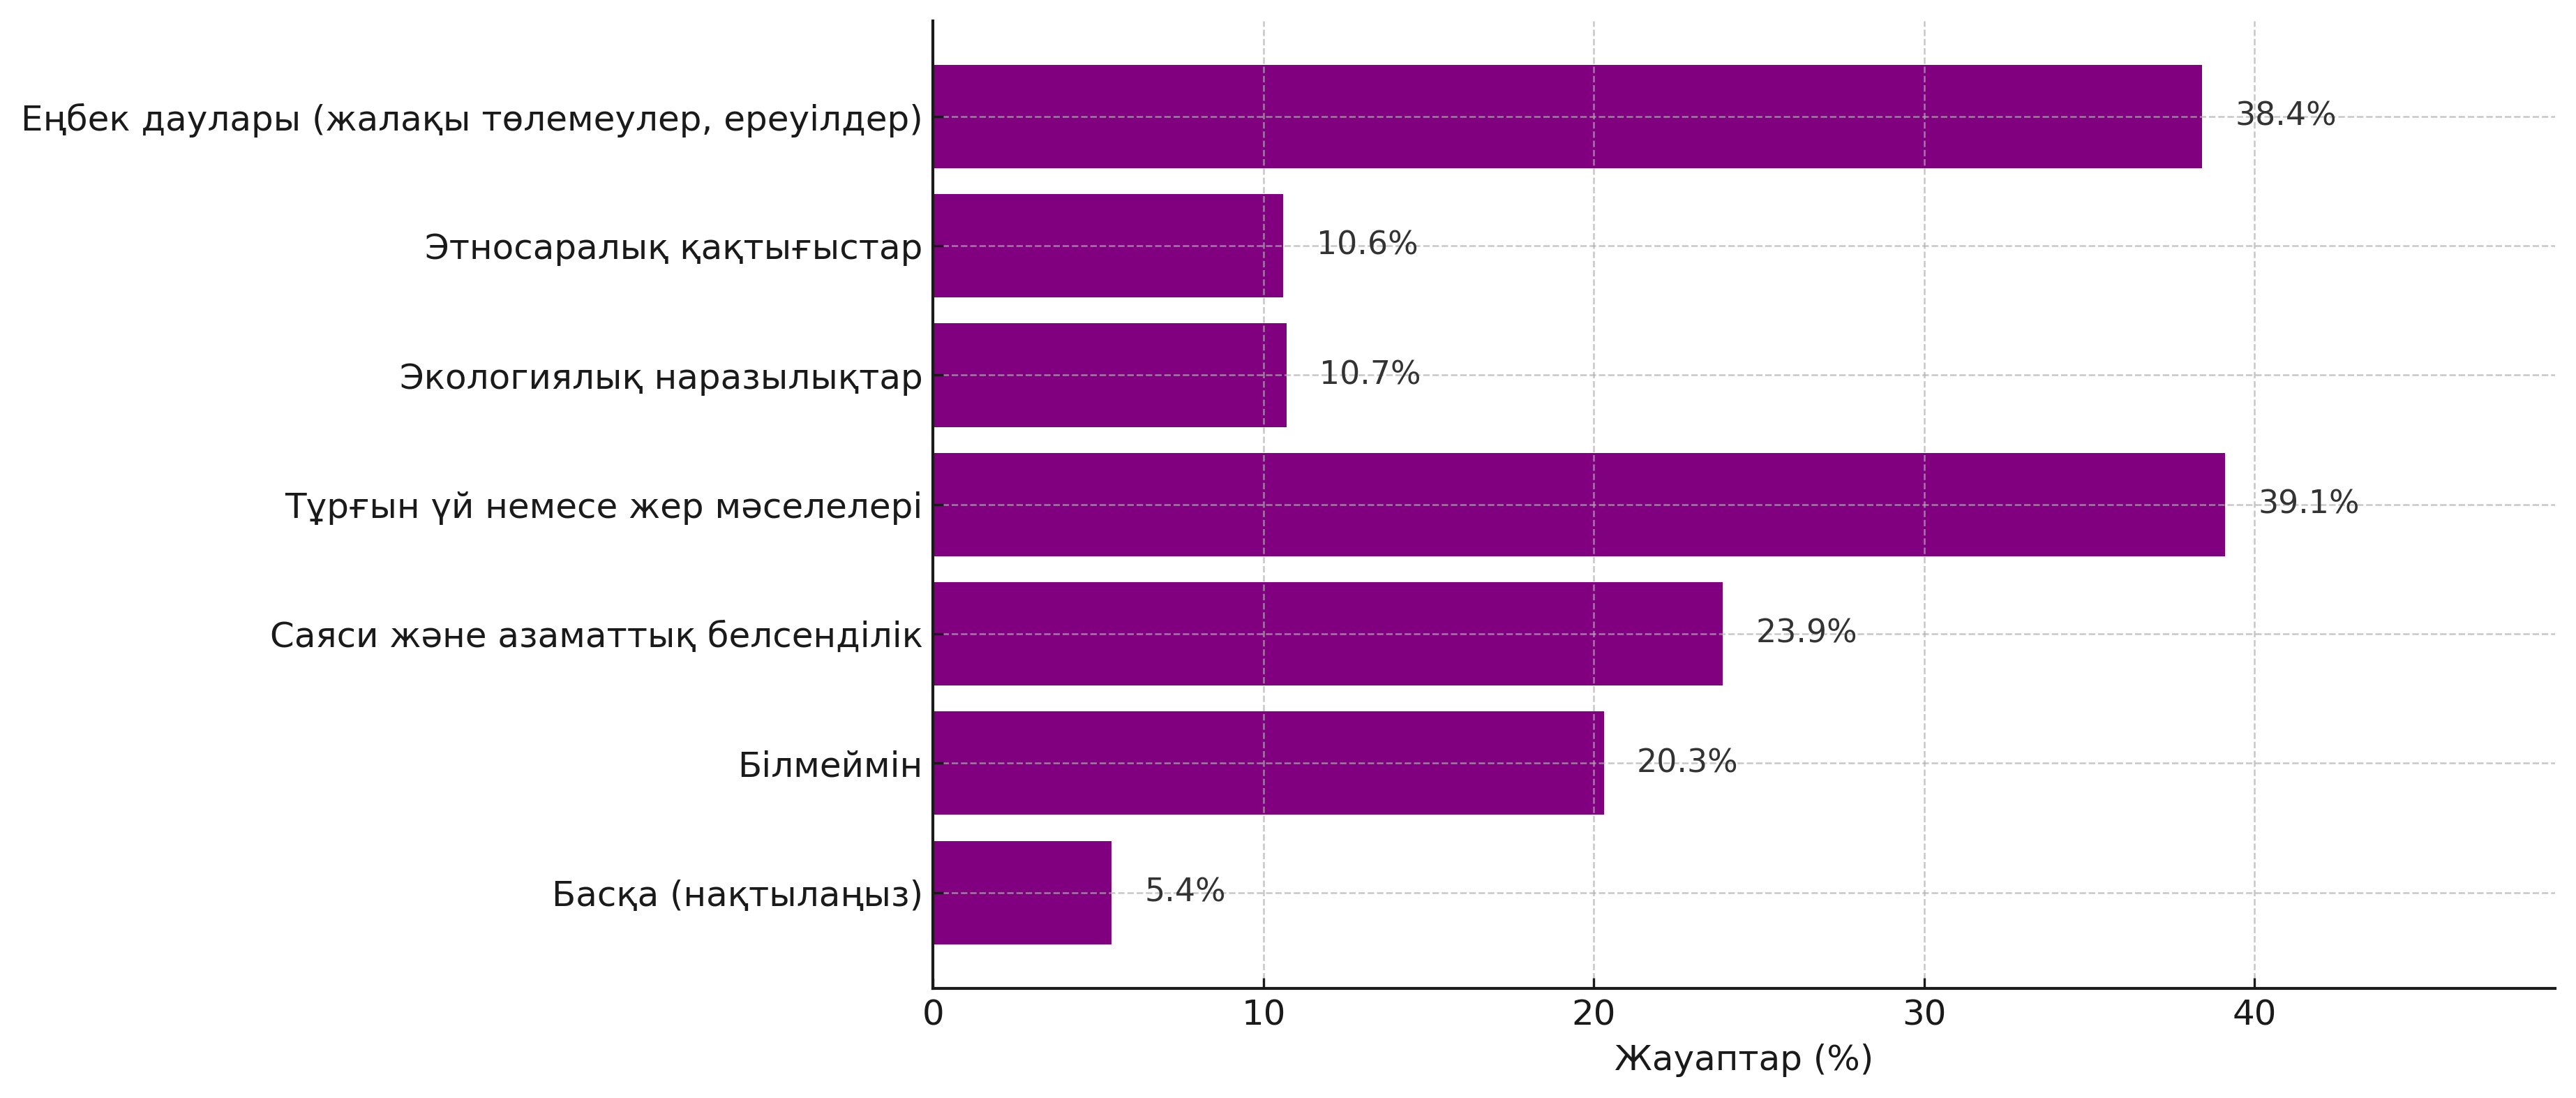 Еңбек даулары (жалақы төлемеулер, ереуілдер) 38.4%
Этносаралық қақтығыстар 10.6%
Экологиялық наразылықтар 10.7%
Тұрғын үй немесе жер мәселелері 39.1%
Саяси және азаматтық белсенділік 23.9%
Білмеймін 20.3%
Басқа (нақтылаңыз) 5.4%
0 10 20 30 40
Жауаптар (%)